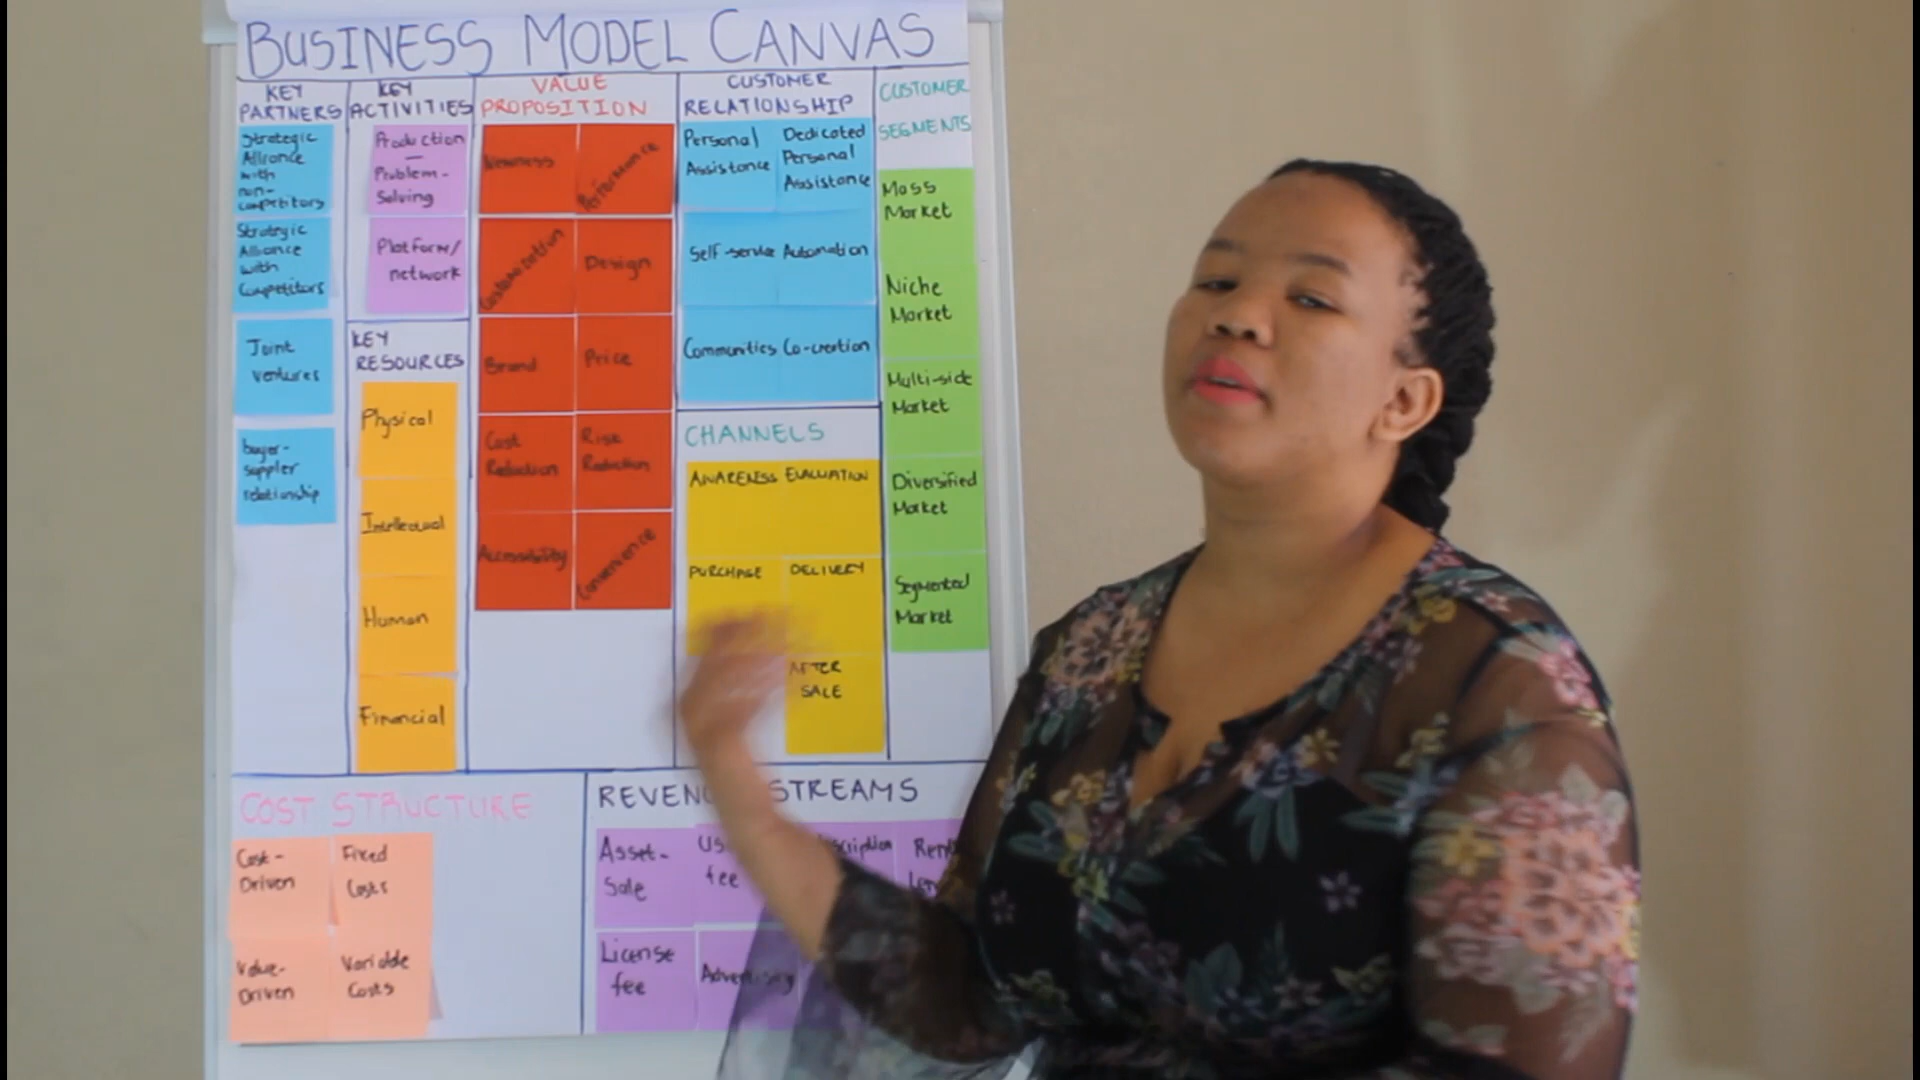 BUSINESS MODEL CANVAS
KEY
PARTNERS
Strategic
Alliance
with
non-
competitors
Strategic
Alliance
with
Competitors
Joint
ventures
buyer-
supplier
relationship
KEY
ACTIVITIES
Production
—
Problem-
Solving
Platform/
network
KEY
RESOURCES
Physical
Intellectual
Human
Financial
VALUE
PROPOSITION
Newness
Performance
Customization
Design
Brand
Price
Cost
Reduction
Rise
Reduction
Accessibility
Convenience
CUSTOMER
RELATIONSHIP
Personal
Assistance
Dedicated
Personal
Assistance
Self-service
Automation
Communities
Co-creation
CHANNELS
AWARENESS
EVALUATION
PURCHASE
DELIVERY
AFTER
SALE
CUSTOMER
SEGMENTS
Mass
Market
Niche
Market
Multi-side
Market
Diversified
Market
Segmented
Market
COST STRUCTURE
Cost-
Driven
Fixed
Costs
Value-
Driven
Variable
Costs
STREAMS
Asset-
Sale
fee
License
fee
Advertising